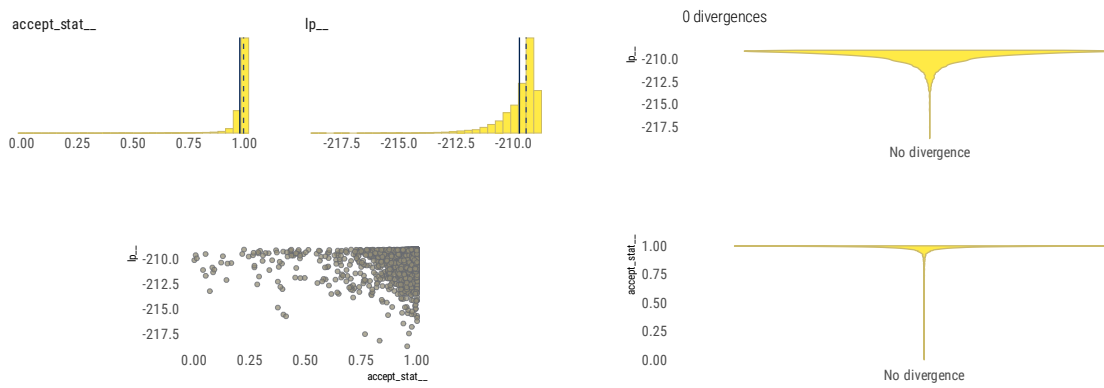 accept_stat__
lp__
0.00 0.25 0.50 0.75 1.00
-217.5 -215.0 -212.5 -210.0
0 divergences
lp__
-210.0
-212.5
-215.0
-217.5
No divergence
lp__
-210.0
-212.5
-215.0
-217.5
0.00 0.25 0.50 0.75 1.00
accept_stat__
accept_stat__
1.00
0.75
0.50
0.25
0.00
No divergence